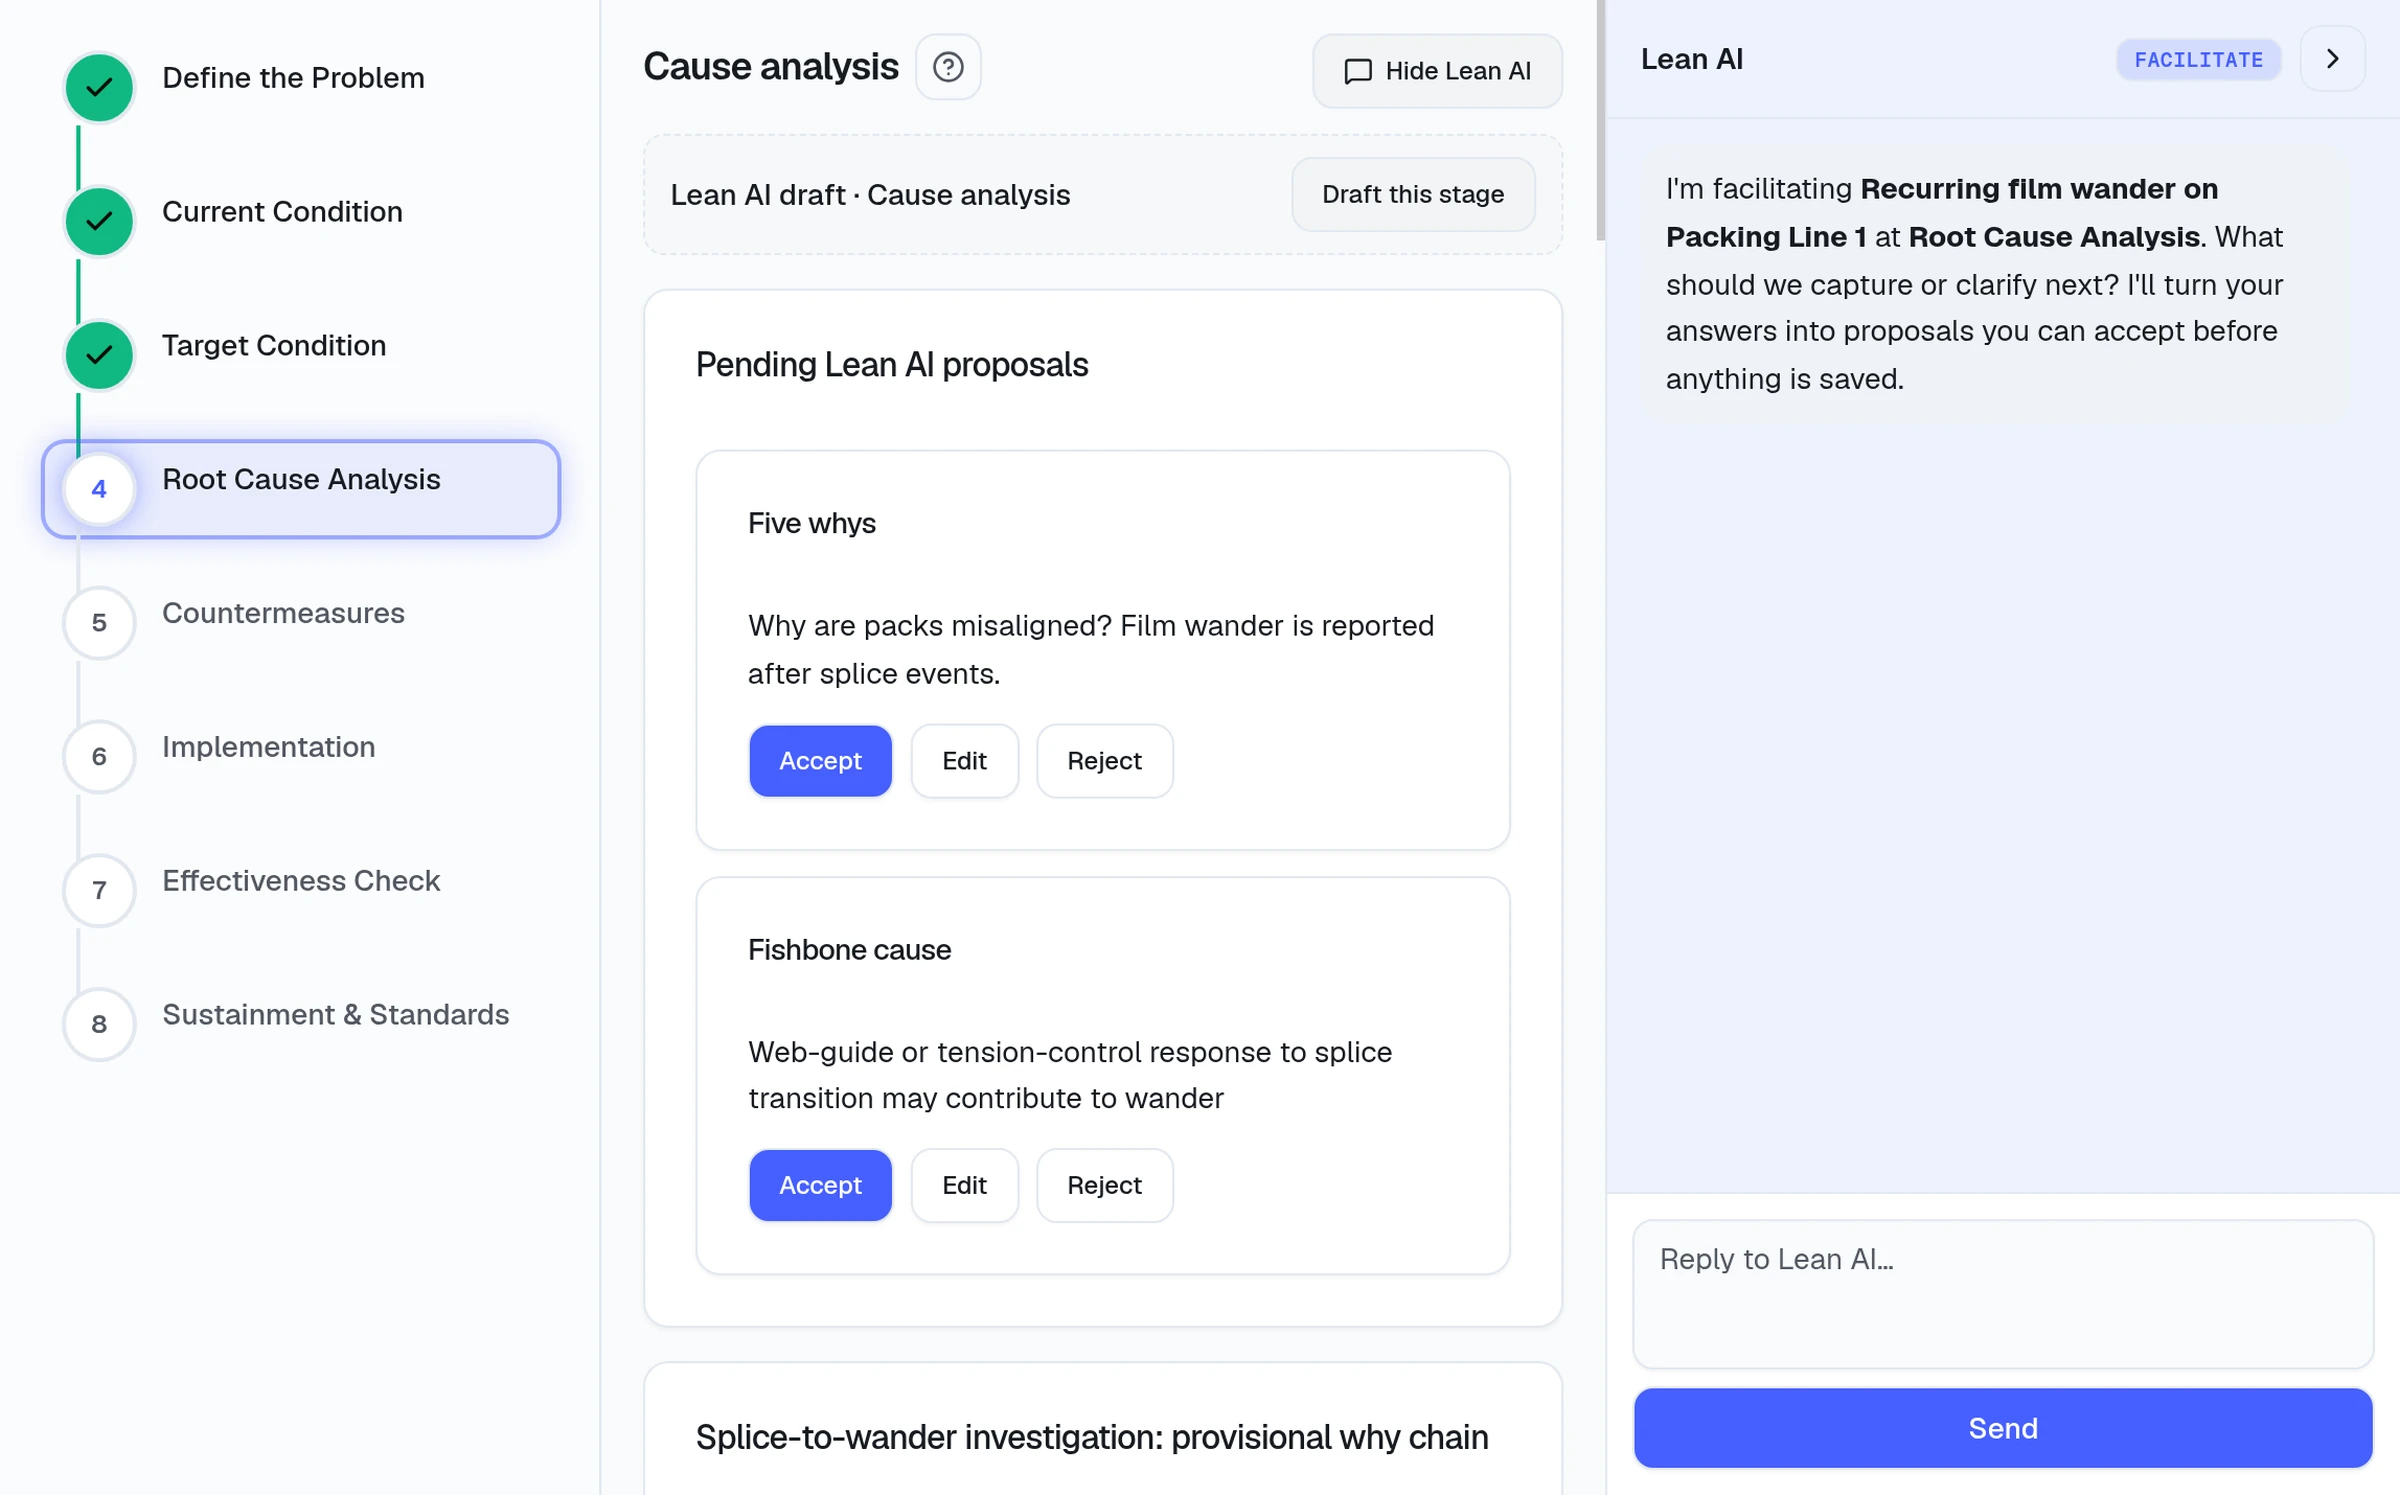 Define the Problem
Current Condition
Target Condition
4
Root Cause Analysis
5
Countermeasures
6
Implementation
7
Effectiveness Check
8
Sustainment & Standards
Cause analysis
Hide Lean AI
Lean AI draft · Cause analysis
Draft this stage
Pending Lean AI proposals
Five whys
Why are packs misaligned? Film wander is reported
after splice events.
Accept
Edit
Reject
Fishbone cause
Web-guide or tension-control response to splice
transition may contribute to wander
Accept
Edit
Reject
Splice-to-wander investigation: provisional why chain
Lean AI
FACILITATE
I'm facilitating Recurring film wander on
Packing Line 1 at Root Cause Analysis. What
should we capture or clarify next? I'll turn your
answers into proposals you can accept before
anything is saved.
Reply to Lean AI...
Send